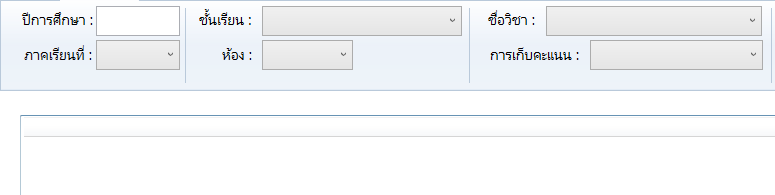 ปีการศึกษา : ชั้นเรียน : ชื่อวิชา :
ภาคเรียนที่ : ห้อง : การเก็บคะแนน :